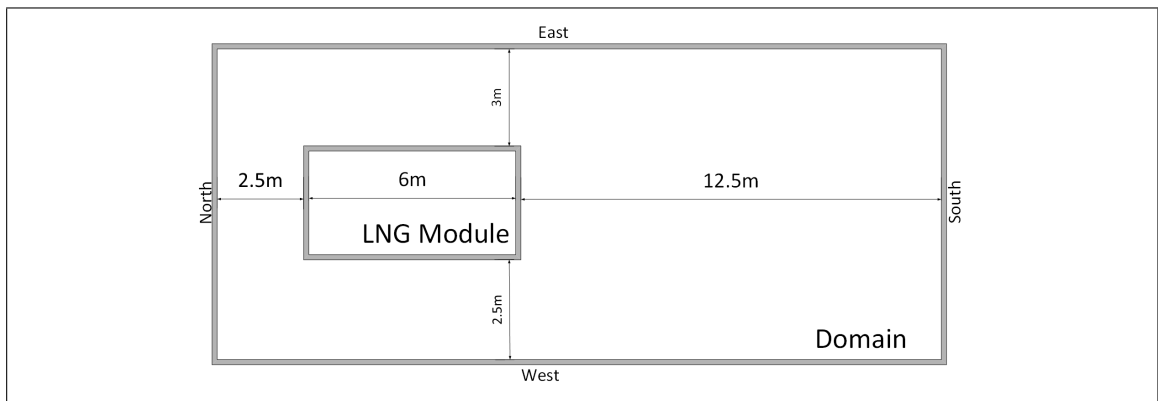 East
3m
2.5m
6m
12.5m
North
South
LNG Module
2.5m
Domain
West